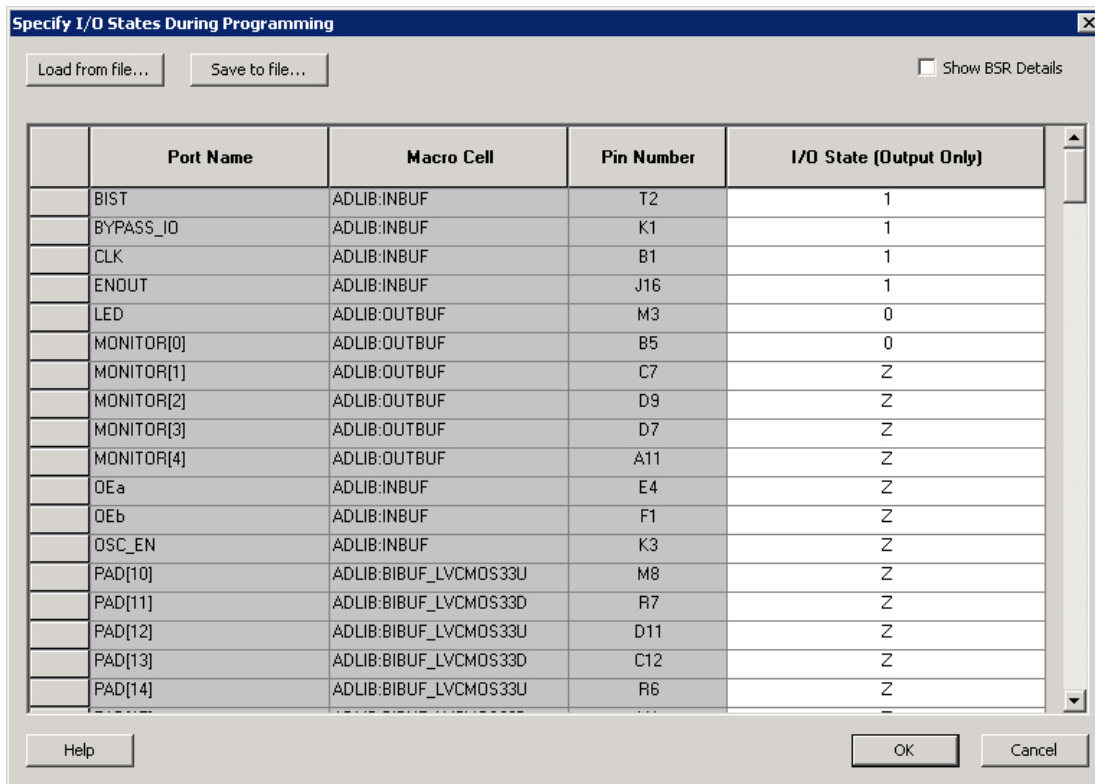 Specify I/O States During Programming
Load from file... Save to file... Show BSR Details
Port Name Macro Cell Pin Number I/O State (Output Only)
BIST ADLIB:INBUF T2 1
BYPASS_IO ADLIB:INBUF K1 1
CLK ADLIB:INBUF B1 1
ENOUT ADLIB:INBUF J16 1
LED ADLIB:OUTBUF M3 0
MONITOR[0] ADLIB:OUTBUF B5 0
MONITOR[1] ADLIB:OUTBUF C7 Z
MONITOR[2] ADLIB:OUTBUF D9 Z
MONITOR[3] ADLIB:OUTBUF D7 Z
MONITOR[4] ADLIB:OUTBUF A11 Z
OEa ADLIB:INBUF E4 Z
OEb ADLIB:INBUF F1 Z
OSC_EN ADLIB:INBUF K3 Z
PAD[10] ADLIB:BIBUF_LVCMOS33U M8 Z
PAD[11] ADLIB:BIBUF_LVCMOS33D R7 Z
PAD[12] ADLIB:BIBUF_LVCMOS33U D11 Z
PAD[13] ADLIB:BIBUF_LVCMOS33D C12 Z
PAD[14] ADLIB:BIBUF_LVCMOS33U R6 Z
Help OK Cancel